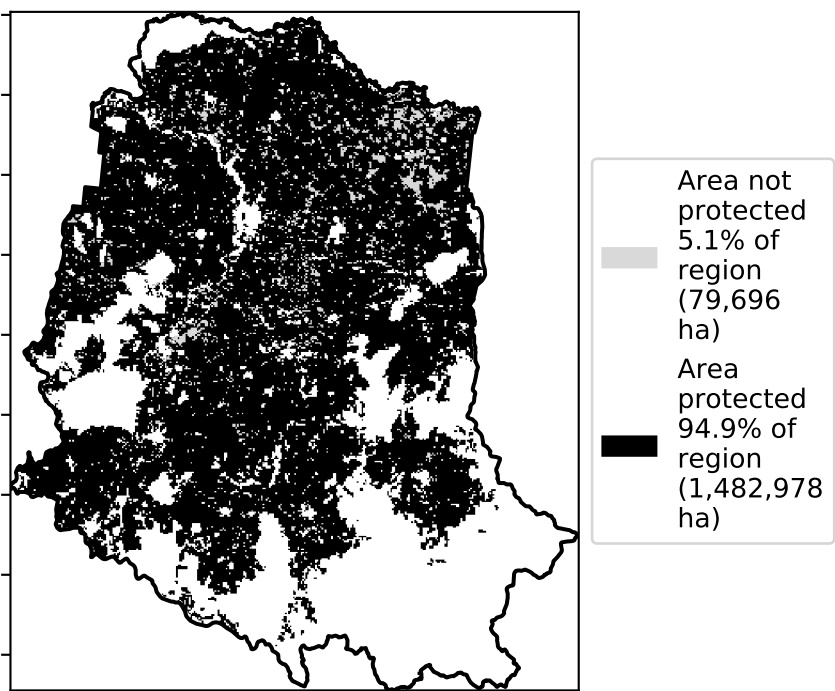 Area not
protected
5.1% of
region
(79,696
ha)
Area
protected
94.9% of
region
(1,482,978
ha)